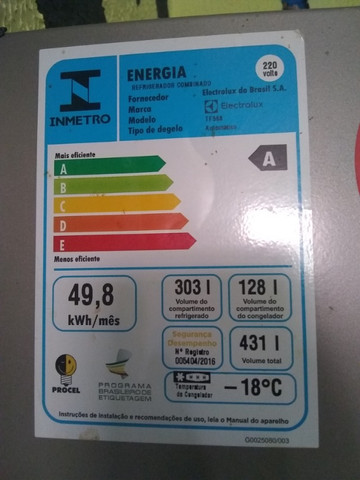 INMETRO
ENERGIA
REFRIGERADOR COMBINADO
220
volts
Fornecedor Electrolux do Brasil S.A.
Marca Electrolux
Modelo
Tipo de degelo
Mais eficiente
A
B
C
D
E
Menos eficiente
A
49,8
kWh/mês
303 l
Volume do
compartimento
refrigerado
128 l
Volume do
compartimento
do congelador
Segurança
Desempenho
Nº Registro
005404/2016
431 l
Volume total
PROCEL
PROGRAMA
BRASILEIRO DE
ETIQUETAGEM
Temperatura
do Congelador
–18ºC
Instruções de instalação e recomendações de uso, leia o Manual do aparelho
G0025080/003